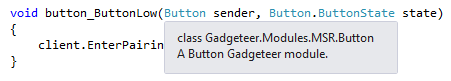 void button_ButtonLow(Button sender, Button.ButtonState state)
{
client.EnterPairin
class Gadgeteer.Modules.MSR.Button
A Button Gadgeteer module.
}